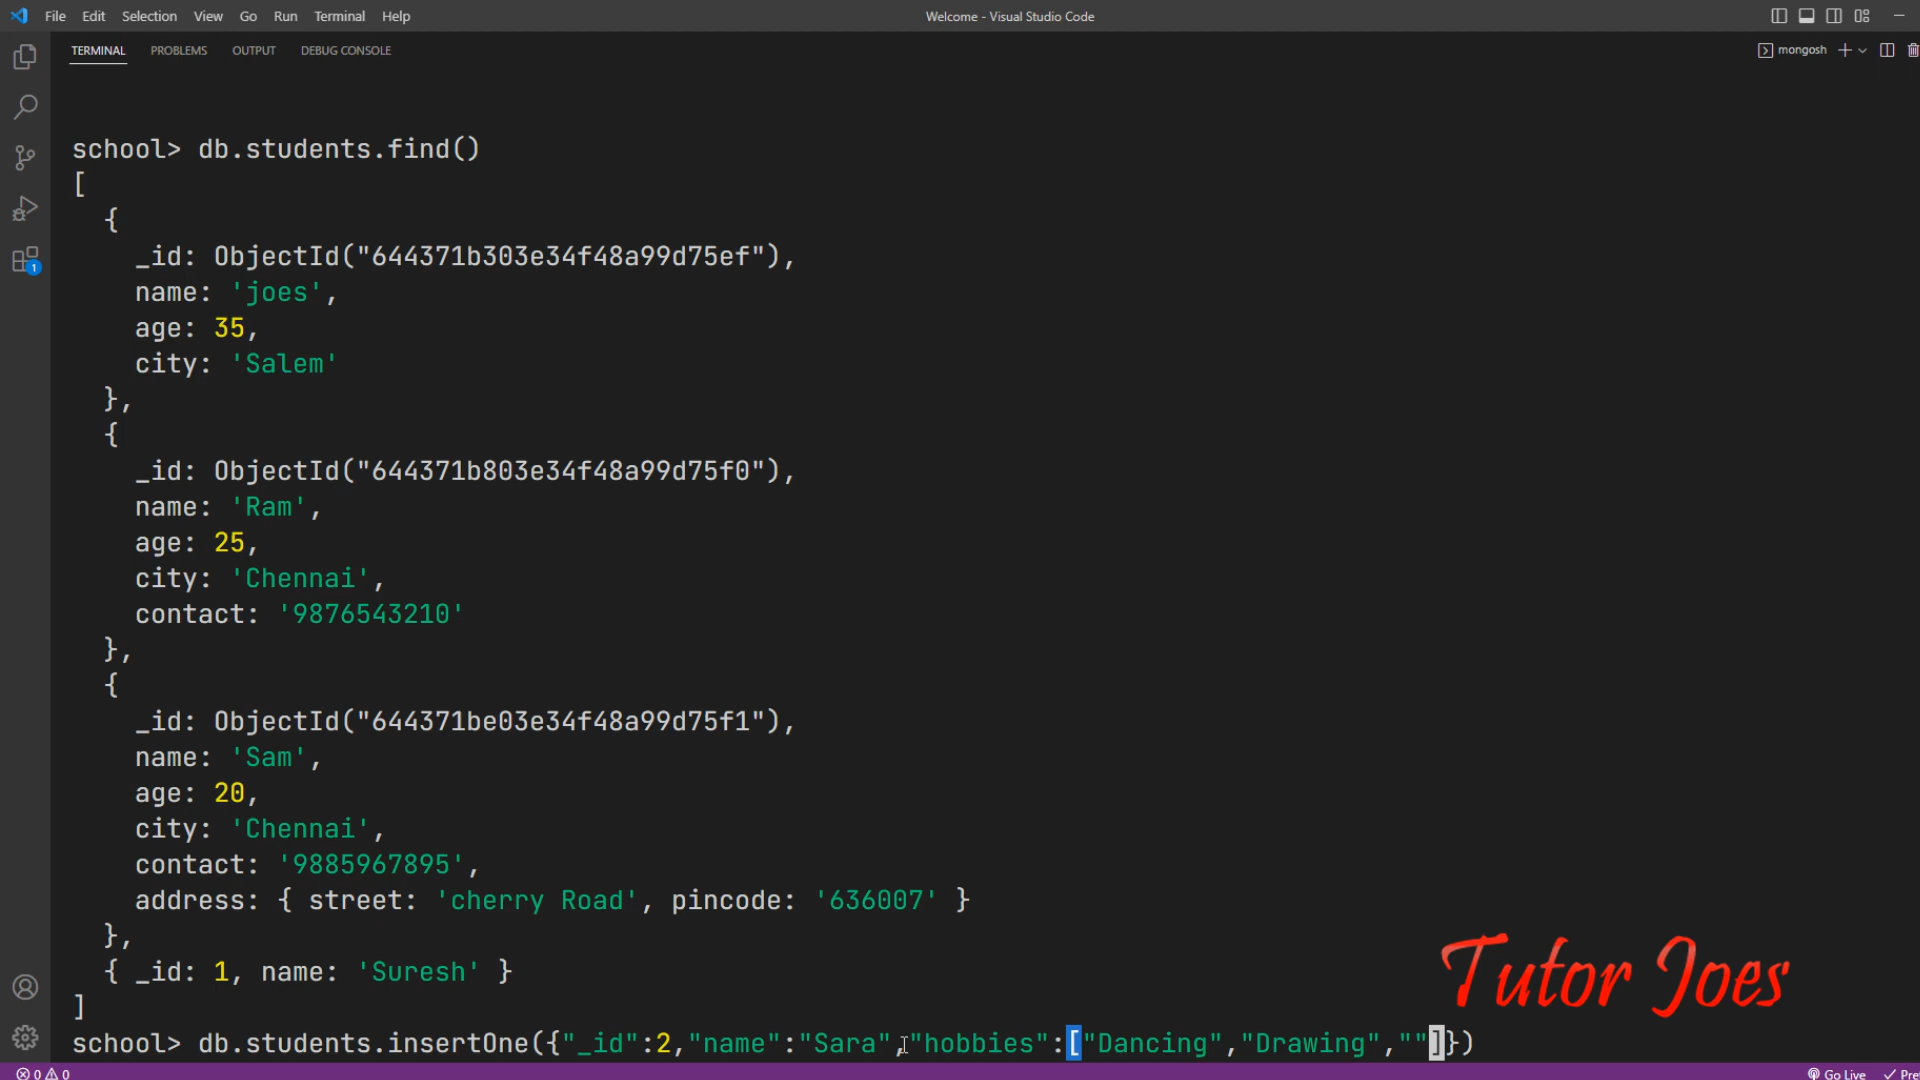 File Edit Selection View Go Run Terminal Help
Welcome - Visual Studio Code
TERMINAL PROBLEMS OUTPUT DEBUG CONSOLE
mongosh
school> db.students.find()
[
{
_id: ObjectId("644371b303e34f48a99d75ef"),
name: 'joes',
age: 35,
city: 'Salem'
},
{
_id: ObjectId("644371b803e34f48a99d75f0"),
name: 'Ram',
age: 25,
city: 'Chennai',
contact: '9876543210'
},
{
_id: ObjectId("644371be03e34f48a99d75f1"),
name: 'Sam',
age: 20,
city: 'Chennai',
contact: '9885967895',
address: { street: 'cherry Road', pincode: '636007' }
},
{ _id: 1, name: 'Suresh' }
]
school> db.students.insertOne({"_id":2,"name":"Sara","hobbies":["Dancing","Drawing",""]})
Tutor Joes
1
0 0
Go Live
Pre